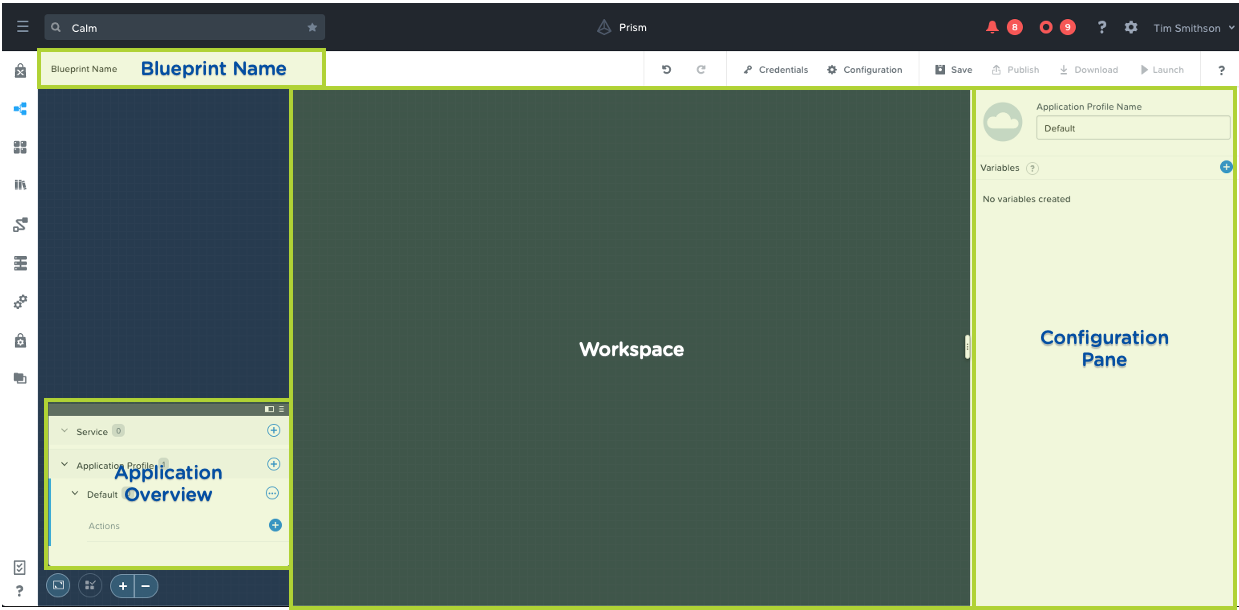 Calm
Prism
8
9
?
Tim Smithson
Blueprint Name
Blueprint Name
Credentials
Configuration
Save
Publish
Download
Launch
?
Application Profile Name
Default
Variables ?
No variables created
Workspace
Configuration
Pane
Service 0
Application Profile
Application
Default
Overview
Actions
?